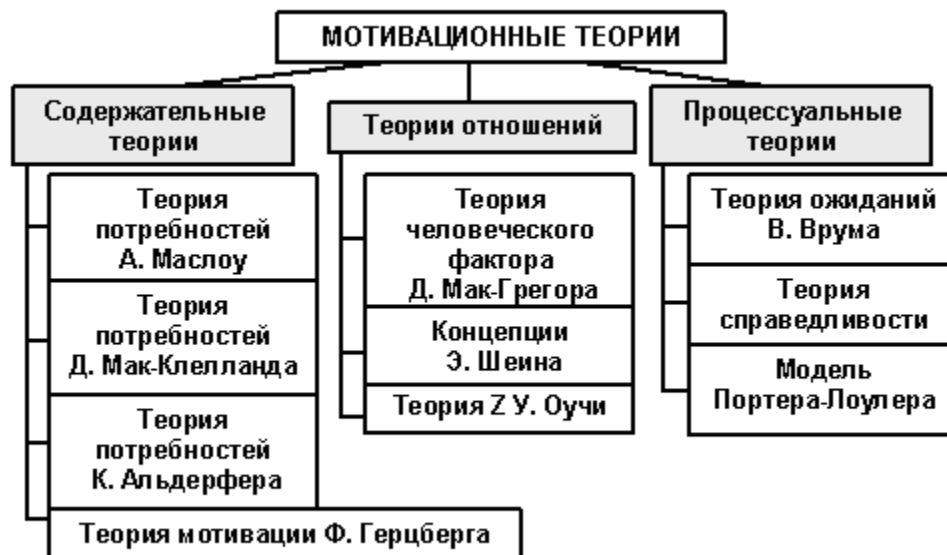 МОТИВАЦИОННЫЕ ТЕОРИИ
Содержательные
теории
Теория
потребностей
А. Маслоу
Теория
потребностей
Д. Мак-Клелланда
Теория
потребностей
К. Альдерфера
Теория мотивации Ф. Герцберга
Теории отношений
Теория
человеческого
фактора
Д. Мак-Грегора
Концепции
Э. Шеина
Теория Z У. Оучи
Процессуальные
теории
Теория ожиданий
В. Врума
Теория
справедливости
Модель
Портера-Лоулера